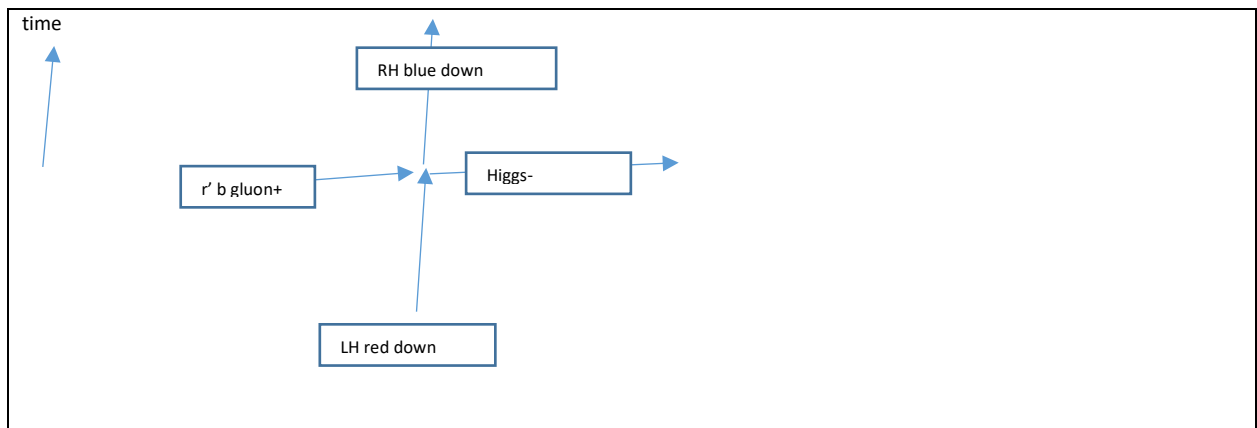 time
RH blue down
r’ b gluon+
Higgs-
LH red down